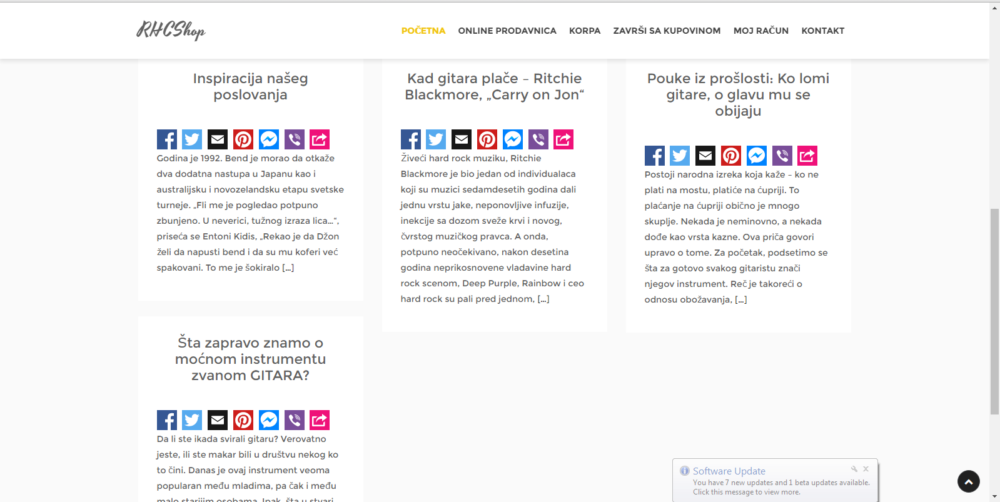 RHCShop
POČETNA ONLINE PRODAVNICA KORPA ZAVRŠI SA KUPOVINOM MOJ RAČUN KONTAKT
Inspiracija našeg
poslovanja
Godina je 1992. Bend je morao da otkaže
dva dodatna nastupa u Japanu kao i
australijsku i novozelandsku etapu svetske
turneje. „Fli me je pogledao potpuno
zbunjeno. U neverici, tužnog izraza lica...“,
priseća se Entoni Kidis, „Rekao je da Džon
želi da napusti bend i da su mu koferi već
spakovani. To me je šokiralo [...]
Kad gitara plače – Ritchie
Blackmore, „Carry on Jon“
Živeći hard rock muziku, Ritchie
Blackmore je bio jedan od individualaca
koji su muzici sedamdesetih godina dali
jednu vrstu jake, neponovljive infuzije,
inekcije sa dozom sveže krvi i novog,
čvrstog muzičkog pravca. A onda,
potpuno neočekivano, nakon desetina
godina neprikosnovene vladavine hard
rock scenom, Deep Purple, Rainbow i ceo
hard rock su pali pred jednom, [...]
Pouke iz prošlosti: Ko lomi
gitare, o glavu mu se
obijaju
Postoji narodna izreka koja kaže – ko ne
plati na mostu, platiće na ćupriji. To
plaćanje na ćupriji obično je mnogo
skuplje. Nekada je neminovno, a nekada
dođe kao vrsta kazne. Ova priča govori
upravo o tome. Za početak, podsetimo se
šta za gotovo svakog gitaristu znači
njegov instrument. Reč je takoreći o
odnosu obožavanja, [...]
Šta zapravo znamo o
moćnom instrumentu
zvanom GITARA?
Da li ste ikada svirali gitaru? Verovatno
jeste, ili ste makar bili u društvu nekog ko
to čini. Danas je ovaj instrument veoma
popularan među mladima, pa čak i među
malo starijim osobama. Ipak, šta u stvari
Software Update
You have 7 new updates and 1 beta updates available.
Click this message to view more.